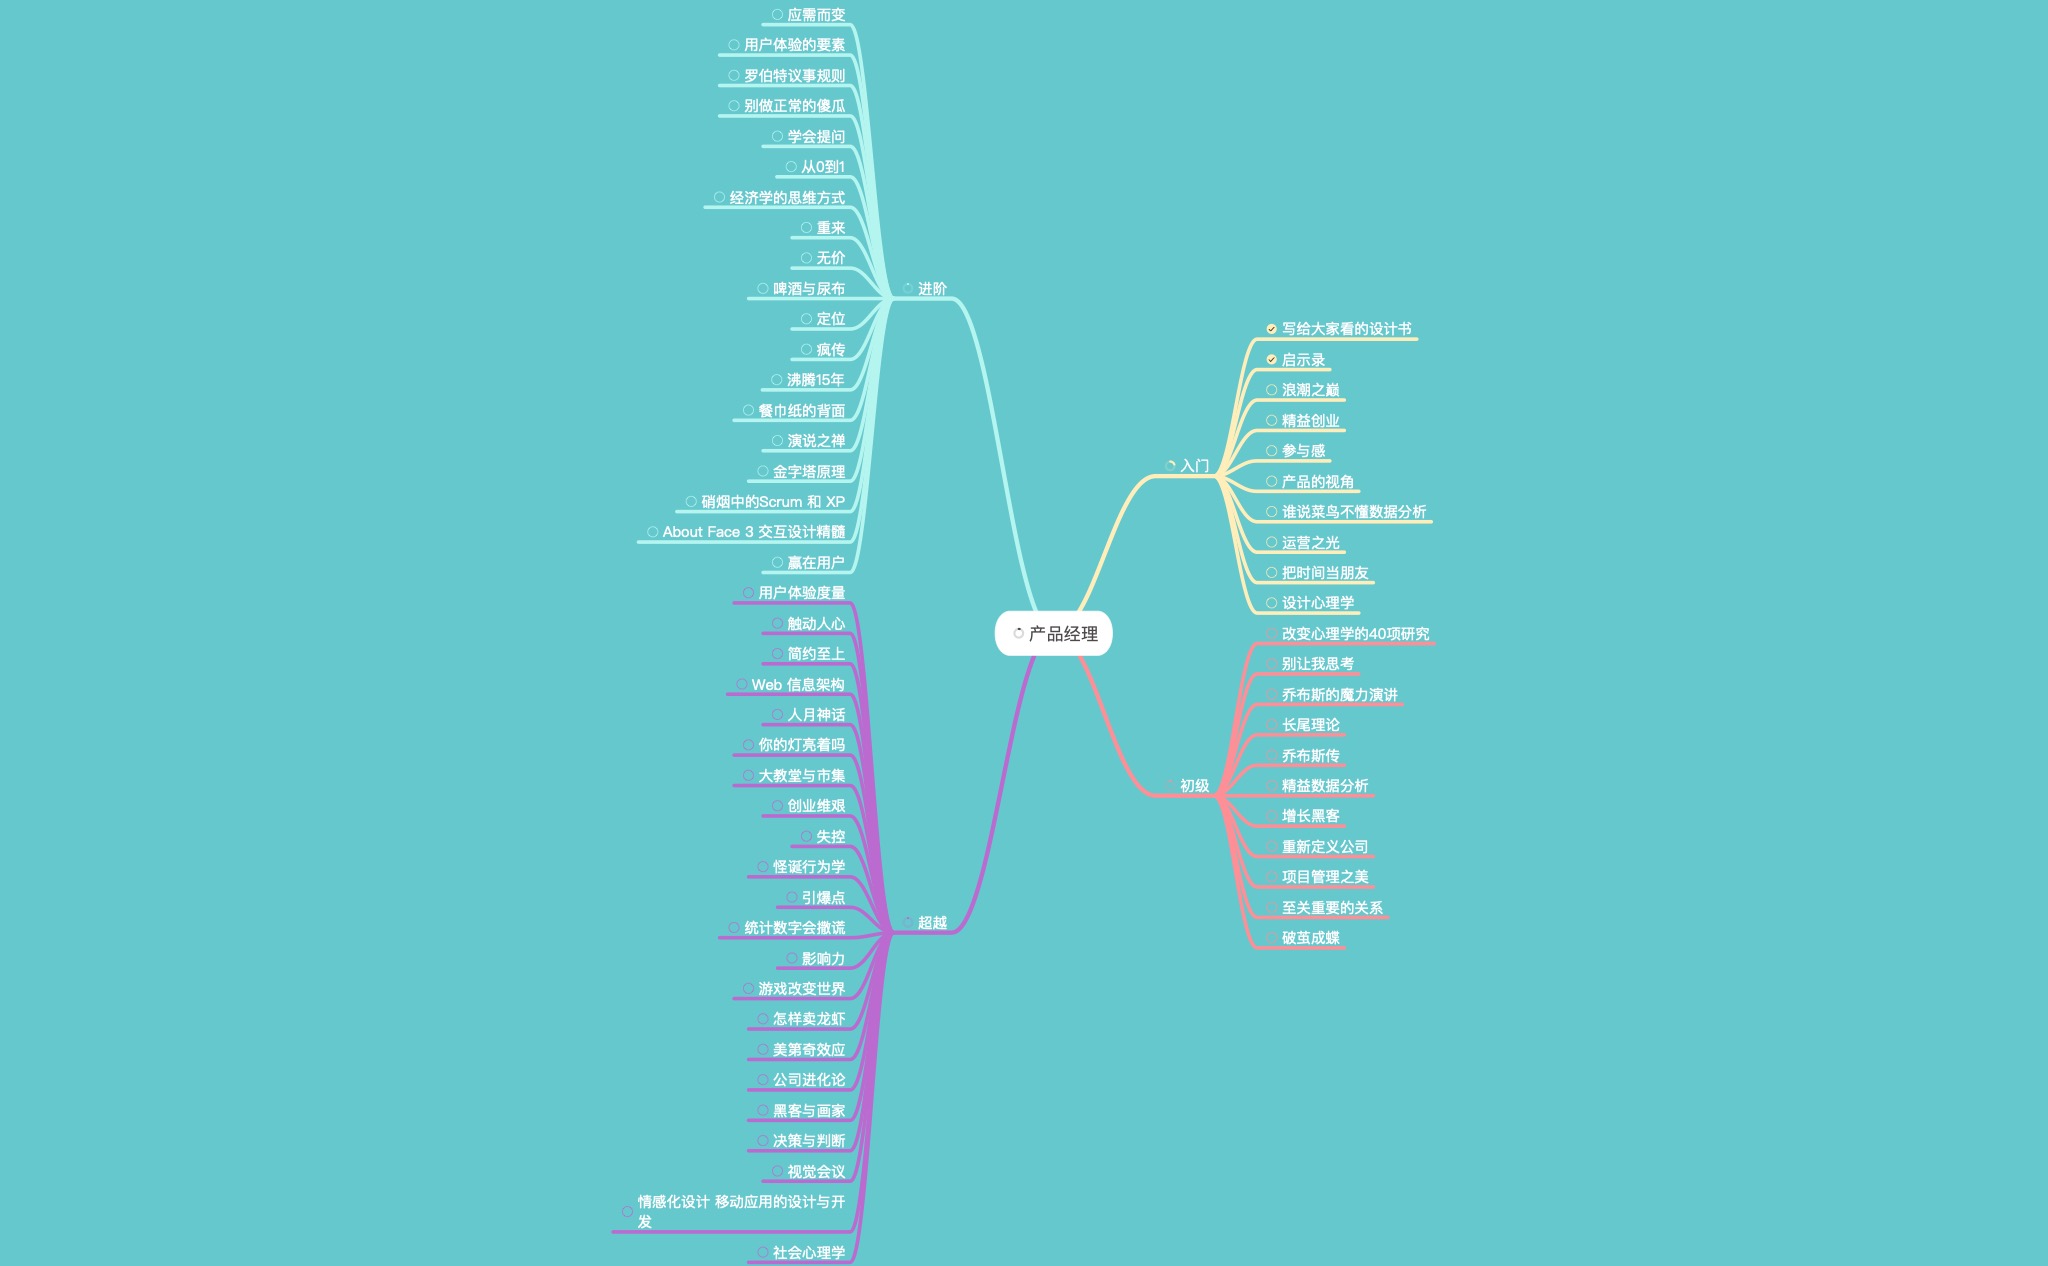 产品经理
入门
写给大家看的设计书
启示录
浪潮之巅
精益创业
参与感
产品的视角
谁说菜鸟不懂数据分析
运营之光
把时间当朋友
设计心理学
初级
改变心理学的40项研究
别让我思考
乔布斯的魔力演讲
长尾理论
乔布斯传
精益数据分析
增长黑客
重新定义公司
项目管理之美
至关重要的关系
破茧成蝶
进阶
应需而变
用户体验的要素
罗伯特议事规则
别做正常的傻瓜
学会提问
从0到1
经济学的思维方式
重来
无价
啤酒与尿布
定位
疯传
沸腾15年
餐巾纸的背面
演说之禅
金字塔原理
硝烟中的Scrum 和 XP
About Face 3 交互设计精髓
赢在用户
超越
用户体验度量
触动人心
简约至上
Web 信息架构
人月神话
你的灯亮着吗
大教堂与市集
创业维艰
失控
怪诞行为学
引爆点
统计数字会撒谎
影响力
游戏改变世界
怎样卖龙虾
美第奇效应
公司进化论
黑客与画家
决策与判断
视觉会议
情感化设计 移动应用的设计与开
发
社会心理学